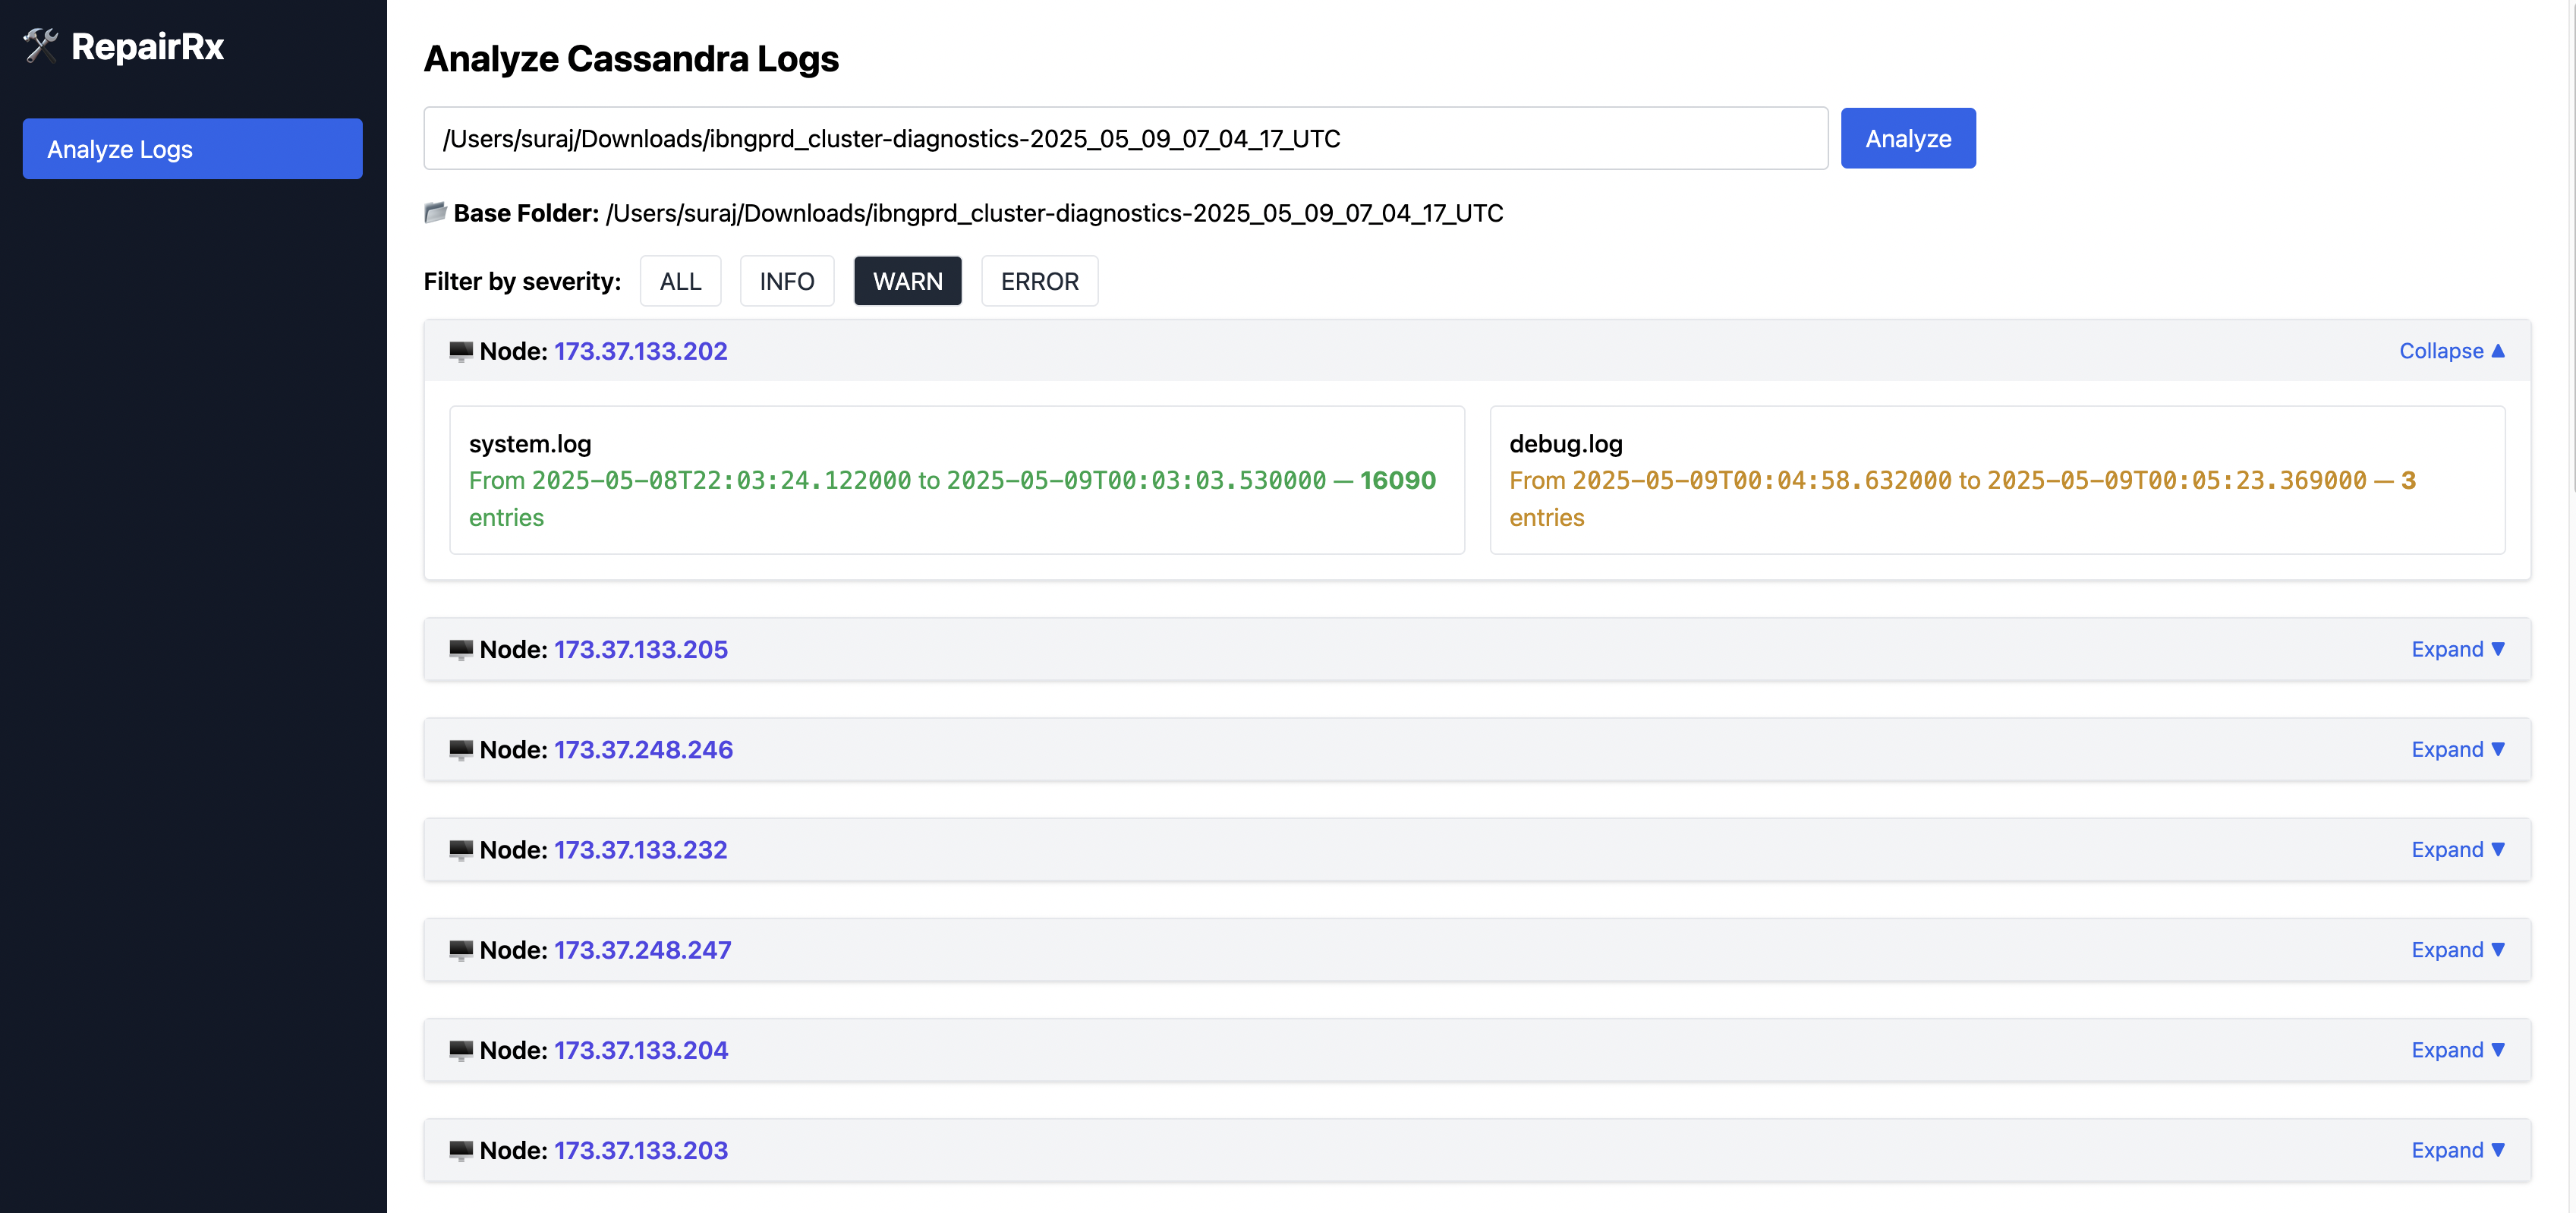 RepairRx
Analyze Logs
Analyze Cassandra Logs
/Users/suraj/Downloads/ibngprd_cluster-diagnostics-2025_05_09_07_04_17_UTC
Analyze
Base Folder: /Users/suraj/Downloads/ibngprd_cluster-diagnostics-2025_05_09_07_04_17_UTC
Filter by severity: ALL INFO WARN ERROR
Node: 173.37.133.202
Collapse ▲
system.log
From 2025-05-08T22:03:24.122000 to 2025-05-09T00:03:03.530000 — 16090
entries
debug.log
From 2025-05-09T00:04:58.632000 to 2025-05-09T00:05:23.369000 — 3
entries
Node: 173.37.133.205
Expand ▼
Node: 173.37.248.246
Expand ▼
Node: 173.37.133.232
Expand ▼
Node: 173.37.248.247
Expand ▼
Node: 173.37.133.204
Expand ▼
Node: 173.37.133.203
Expand ▼